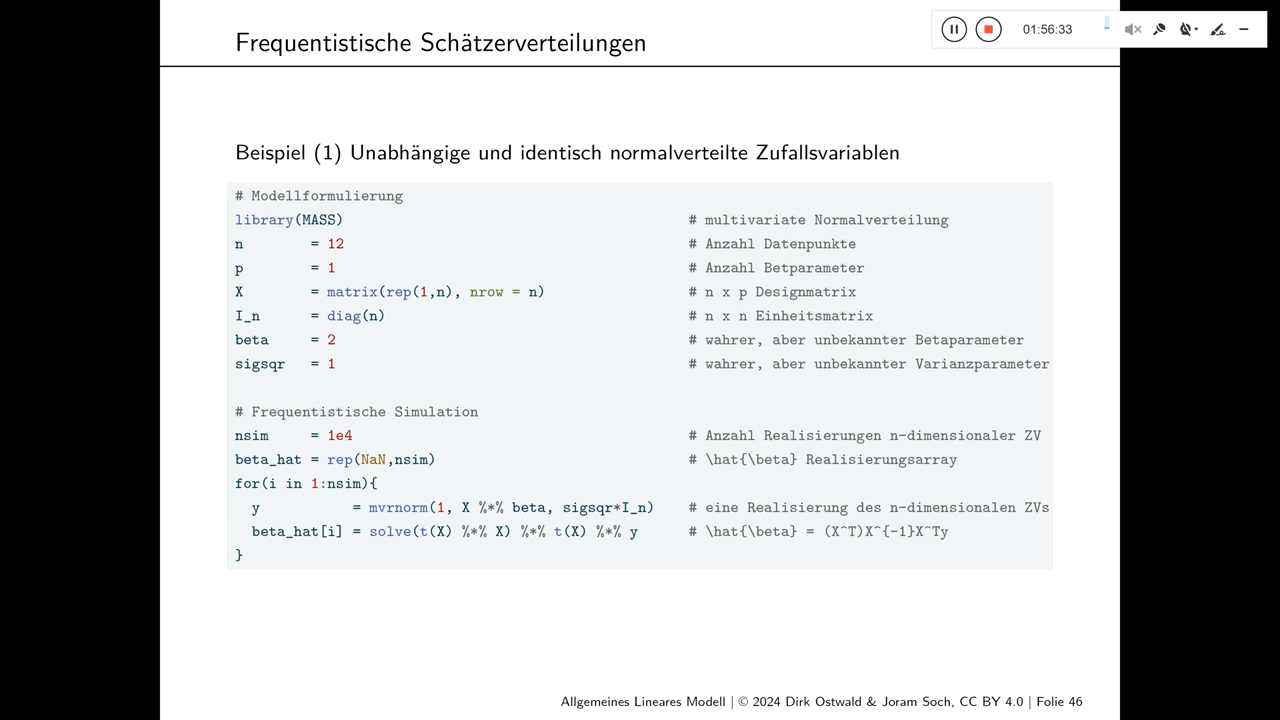 Frequentistische Schätzerverteilungen
01:56:33
Beispiel (1) Unabhängige und identisch normalverteilte Zufallsvariablen
# Modellformulierung
library(MASS) # multivariate Normalverteilung
n = 12 # Anzahl Datenpunkte
p = 1 # Anzahl Betparameter
X = matrix(rep(1,n), nrow = n) # n x p Designmatrix
I_n = diag(n) # n x n Einheitsmatrix
beta = 2 # wahrer, aber unbekannter Betaparameter
sigsqr = 1 # wahrer, aber unbekannter Varianzparameter
# Frequentistische Simulation
nsim = 1e4 # Anzahl Realisierungen n-dimensionaler ZV
beta_hat = rep(NaN,nsim) # \hat{\beta} Realisierungsarray
for(i in 1:nsim){
y = mvrnorm(1, X %*% beta, sigsqr*I_n) # eine Realisierung des n-dimensionalen ZVs
beta_hat[i] = solve(t(X) %*% X) %*% t(X) %*% y # \hat{\beta} = (X^T)X^{-1}X^Ty
}
Allgemeines Lineares Modell | © 2024 Dirk Ostwald & Joram Soch, CC BY 4.0 | Folie 46